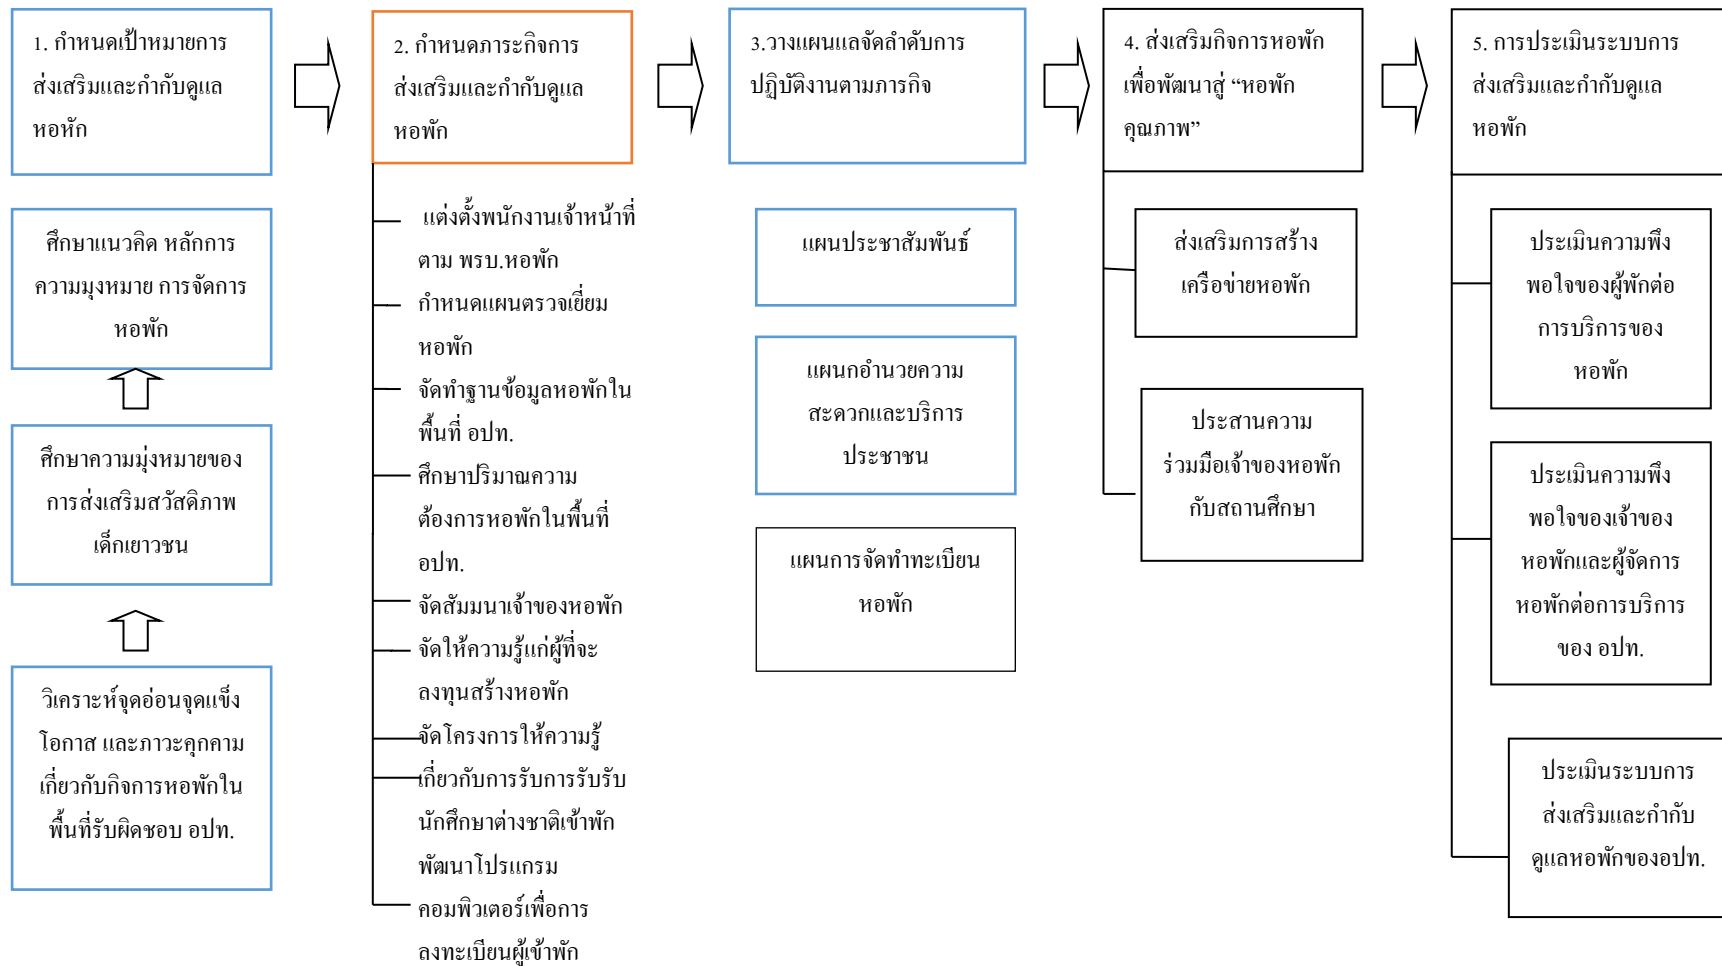 1. กำหนดเป้าหมายการ
ส่งเสริมและกำกับดูแล
หอหัก
ศึกษาแนวคิด หลักการ
ความมุงหมาย การจัดการ
หอพัก
ศึกษาความมุ่งหมายของ
การส่งเสริมสวัสดิภาพ
เด็กเยาวชน
วิเคราะห์จุดอ่อนจุดแข็ง
โอกาส และภาวะคุกคาม
เกี่ยวกับกิจการหอพักใน
พื้นที่รับผิดชอบ อปท.
2. กำหนดภาระกิจการ
ส่งเสริมและกำกับดูแล
หอพัก
แต่งตั้งพนักงานเจ้าหน้าที่
ตาม พรบ.หอพัก
กำหนดแผนตรวจเยี่ยม
หอพัก
จัดทำฐานข้อมูลหอพักใน
พื้นที่ อปท.
ศึกษาปริมาณความ
ต้องการหอพักในพื้นที่
อปท.
จัดสัมมนาเจ้าของหอพัก
จัดให้ความรู้แก่ผู้ที่จะ
ลงทุนสร้างหอพัก
จัดโครงการให้ความรู้
เกี่ยวกับการรับการรับรับ
นักศึกษาต่างชาติเข้าพัก
พัฒนาโปรแกรม
คอมพิวเตอร์เพื่อการ
ลงทะเบียนผู้เข้าพัก
3.วางแผนแลจัดลำดับการ
ปฏิบัติงานตามภารกิจ
แผนประชาสัมพันธ์
แผนกอำนวยความ
สะดวกและบริการ
ประชาชน
แผนการจัดทำทะเบียน
หอพัก
4. ส่งเสริมกิจการหอพัก
เพื่อพัฒนาสู่ “หอพัก
คุณภาพ”
ส่งเสริมการสร้าง
เครือข่ายหอพัก
ประสานความ
ร่วมมือเจ้าของหอพัก
กับสถานศึกษา
5. การประเมินระบบการ
ส่งเสริมและกำกับดูแล
หอพัก
ประเมินความพึง
พอใจของผู้พักต่อ
การบริการของ
หอพัก
ประเมินความพึง
พอใจของเจ้าของ
หอพักและผู้จัดการ
หอพักต่อการบริการ
ของ อปท.
ประเมินระบบการ
ส่งเสริมและกำกับ
ดูแลหอพักของอปท.